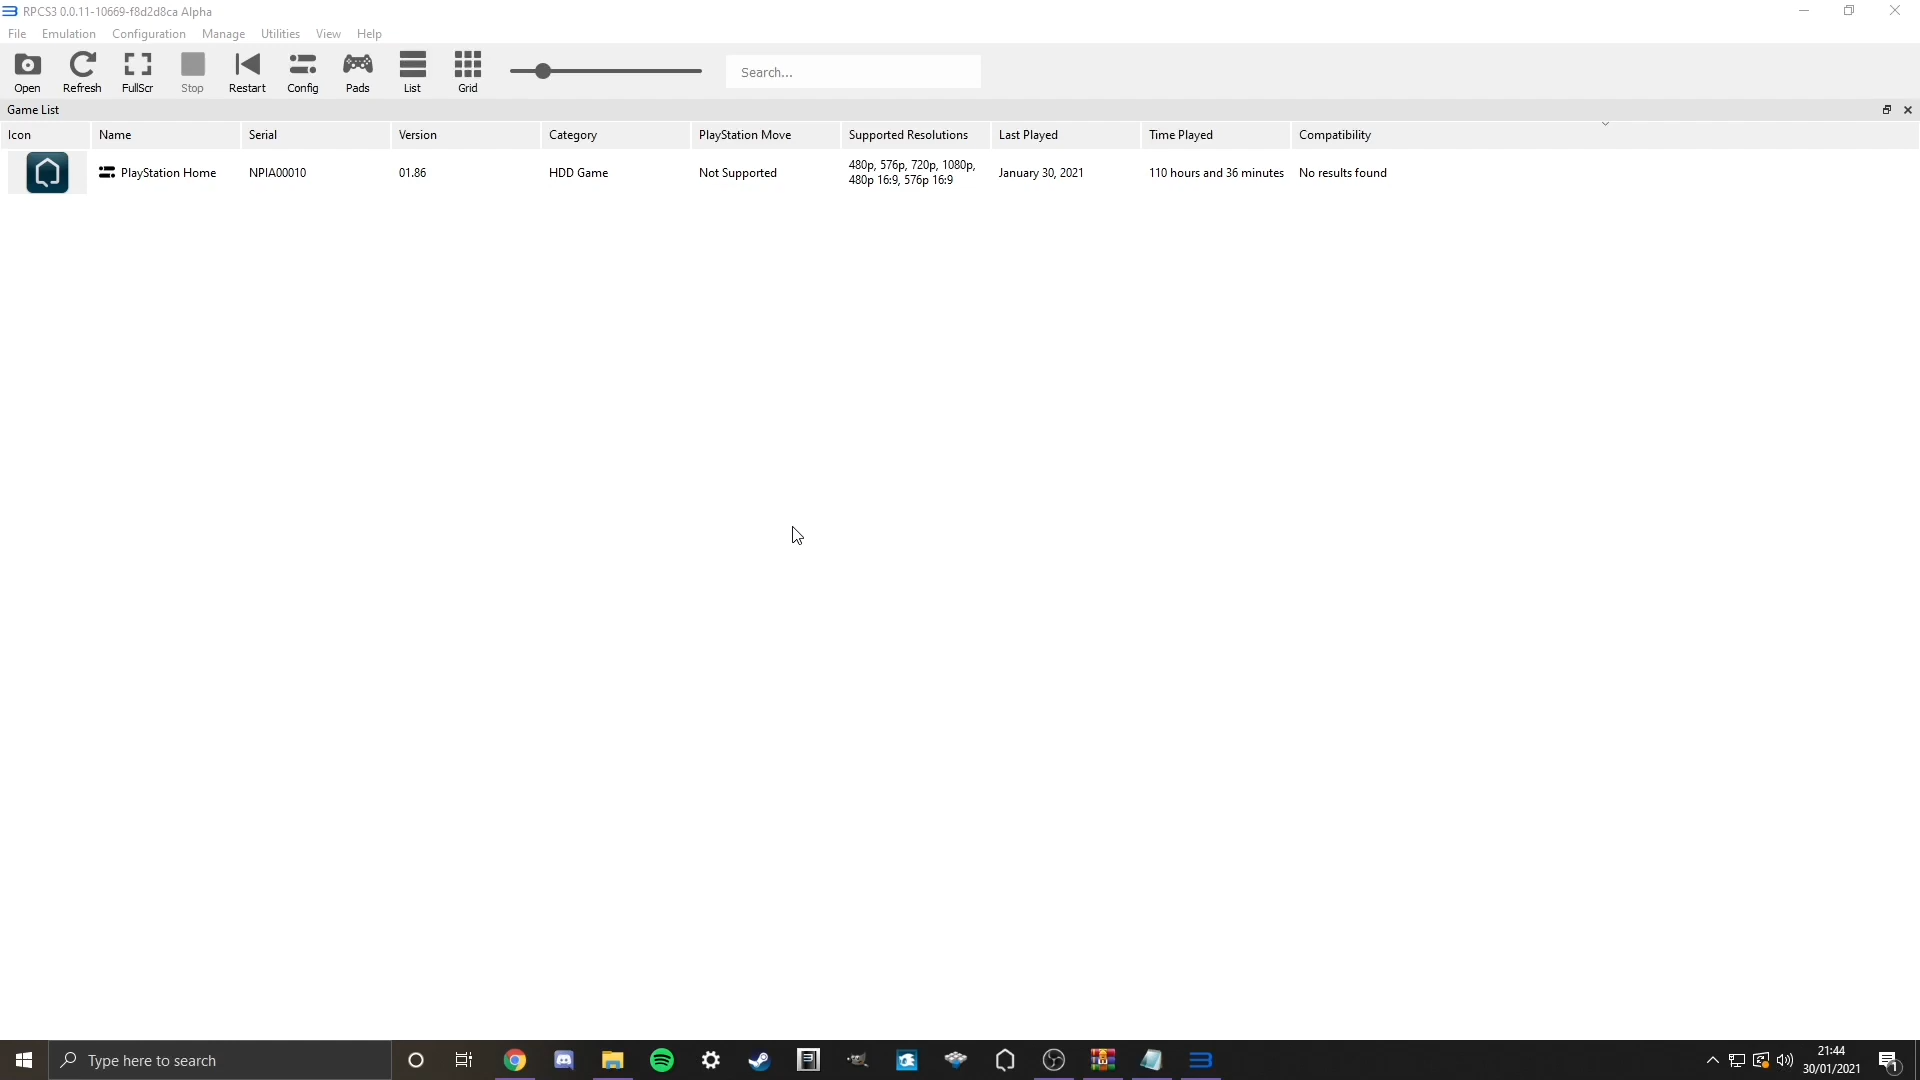 RPCS3 0.0.11-10669-f8d2d8ca Alpha
File Emulation Configuration Manage Utilities View Help
Open Refresh FullScr Stop Restart Config Pads List Grid Search...
Game List
Icon Name Serial Version Category PlayStation Move Supported Resolutions Last Played Time Played Compatibility
PlayStation Home NPIA00010 01.86 HDD Game Not Supported 480p, 576p, 720p, 1080p, January 30, 2021 110 hours and 36 minutes No results found
480p 16:9, 576p 16:9
Type here to search
21:44
30/01/2021
1